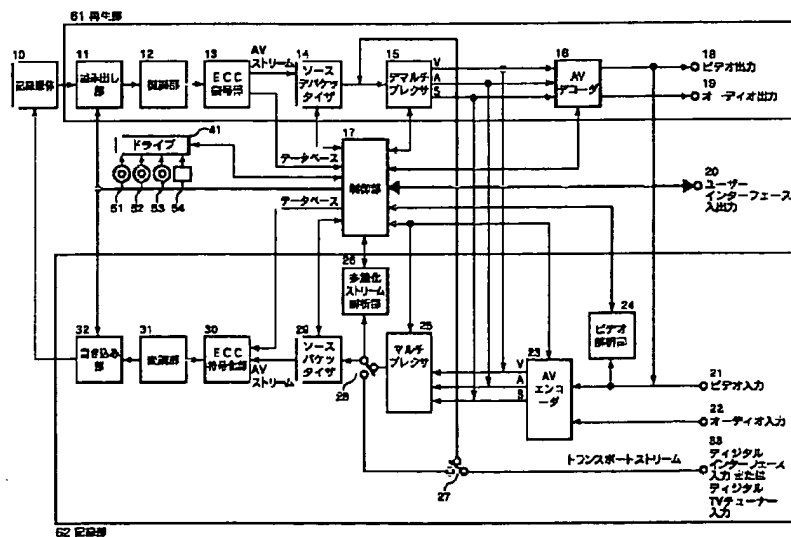 61 再生部
10
記録媒体
11
読み出し
部
12
復調部
13
ECC
復号部
AV
ストリーム
14
ソース
デパケッ
タイザ
15
デマルチ
プレクサ
V
A
S
16
AV
デコーダ
18
ビデオ出力
19
オーディオ出力
41
ドライブ
51
52
53
54
データベース
17
制御部
20
ユーザー
インターフェース
入出力
データベース
26
多重化
ストリーム
解析部
24
ビデオ
解析部
32
書き込み
部
31
変調部
30
ECC
符号化部
AV
ストリーム
29
ソース
パケッ
タイザ
28
25
マルチ
プレクサ
V
A
S
23
AV
エンコ
ーダ
21
ビデオ入力
22
オーディオ入力
トランスポートストリーム
27
33
ディジタル
インターフェース
入力または
ディジタル
TVチューナー
入力
62 記録部